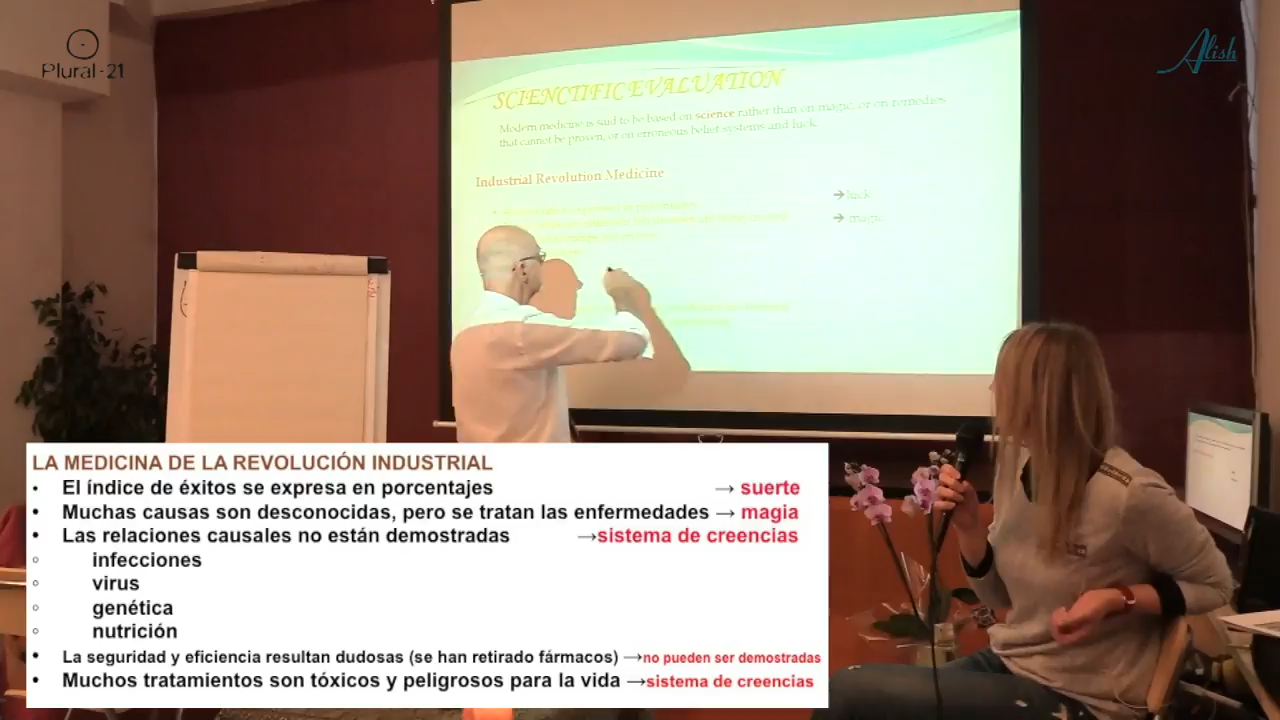 Plural-21
Alish
SCIENCTIFIC EVALUATION
Modern medicine is said to be based on science rather than on magic, or on remedies
that cannot be proven, or on erroneous belief systems and luck.
Industrial Revolution Medicine
→ luck
→ magic
LA MEDICINA DE LA REVOLUCIÓN INDUSTRIAL
• El índice de éxitos se expresa en porcentajes → suerte
• Muchas causas son desconocidas, pero se tratan las enfermedades → magia
• Las relaciones causales no están demostradas →sistema de creencias
○ infecciones
○ virus
○ genética
○ nutrición
• La seguridad y eficiencia resultan dudosas (se han retirado fármacos) →no pueden ser demostradas
• Muchos tratamientos son tóxicos y peligrosos para la vida →sistema de creencias